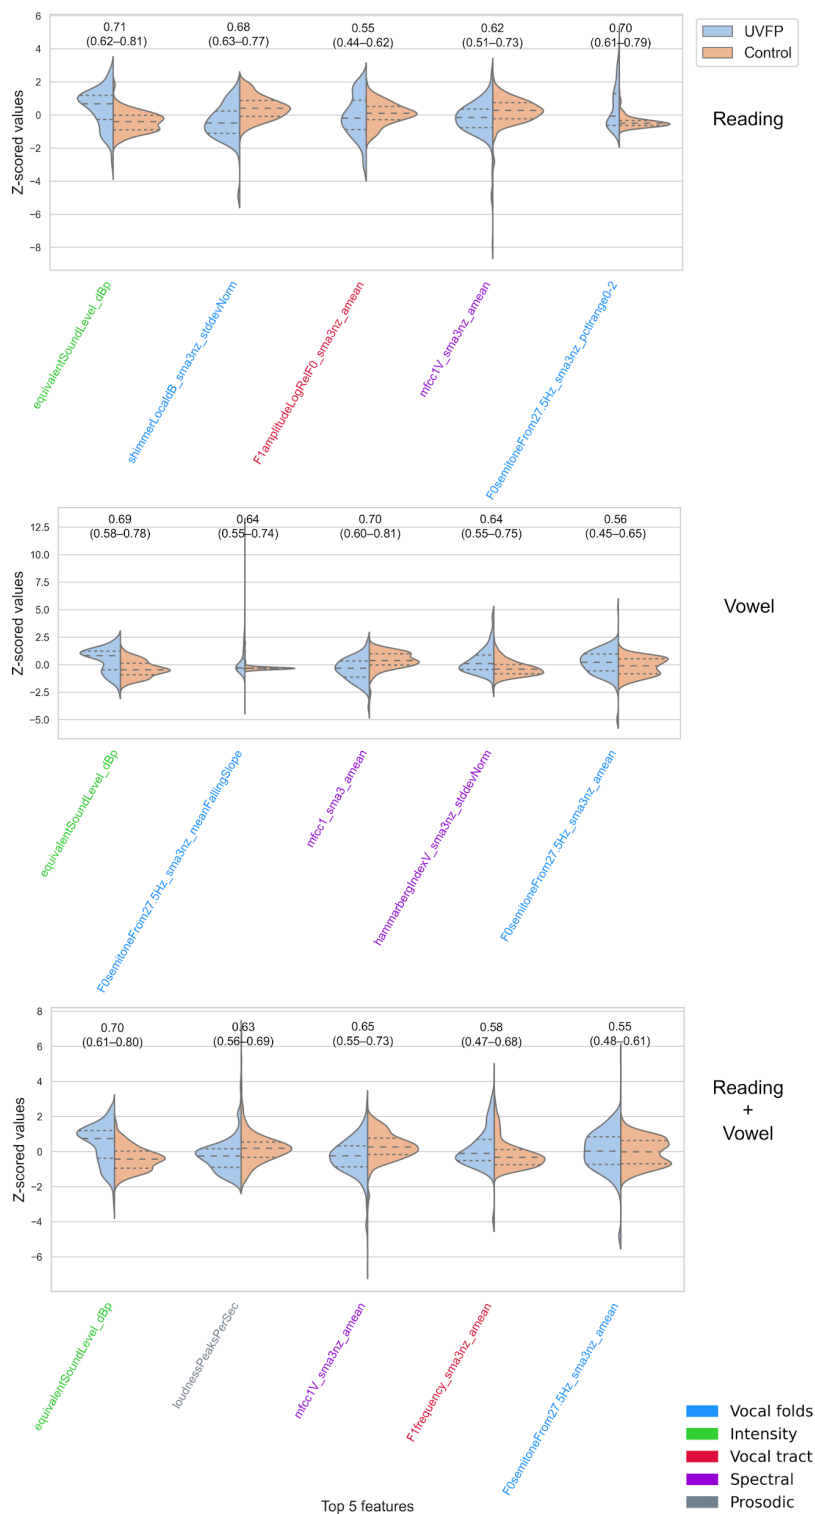 0.71 0.68 0.55 0.62 0.70
(0.62–0.81) (0.63–0.77) (0.44–0.62) (0.51–0.73) (0.61–0.79)
UVFP
Control
Reading
Z-scored values
6
4
2
0
−2
−4
−6
−8
equivalentSoundLevel_dBp
shimmerLocaldB_sma3nz_stddevNorm
F1amplitudeLogRelF0_sma3nz_amean
mfcc1V_sma3nz_amean
F0semitoneFrom27.5Hz_sma3nz_pctlrange0-2
0.69 0.64 0.70 0.64 0.56
(0.58–0.78) (0.55–0.74) (0.60–0.81) (0.55–0.75) (0.45–0.65)
Vowel
Z-scored values
12.5
10.0
7.5
5.0
2.5
0.0
−2.5
−5.0
equivalentSoundLevel_dBp
F0semitoneFrom27.5Hz_sma3nz_meanFallingSlope
mfcc1_sma3_amean
hammarbergIndexV_sma3nz_stddevNorm
F0semitoneFrom27.5Hz_sma3nz_amean
0.70 0.63 0.65 0.58 0.55
(0.61–0.80) (0.56–0.69) (0.55–0.73) (0.47–0.68) (0.48–0.61)
Reading
+
Vowel
Z-scored values
8
6
4
2
0
−2
−4
−6
equivalentSoundLevel_dBp
loudnessPeaksPerSec
mfcc1V_sma3nz_amean
F1frequency_sma3nz_amean
F0semitoneFrom27.5Hz_sma3nz_amean
Top 5 features
Vocal folds
Intensity
Vocal tract
Spectral
Prosodic